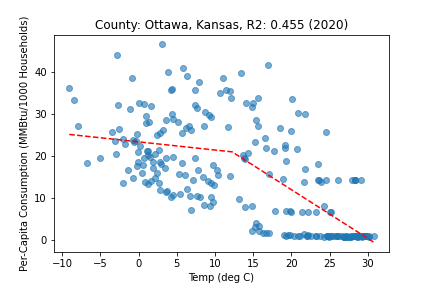 County: Ottawa, Kansas, R2: 0.455 (2020)
Per-Capita Consumption (MMBtu/1000 Households)
40
30
20
10
0
−10 −5 0 5 10 15 20 25 30
Temp (deg C)